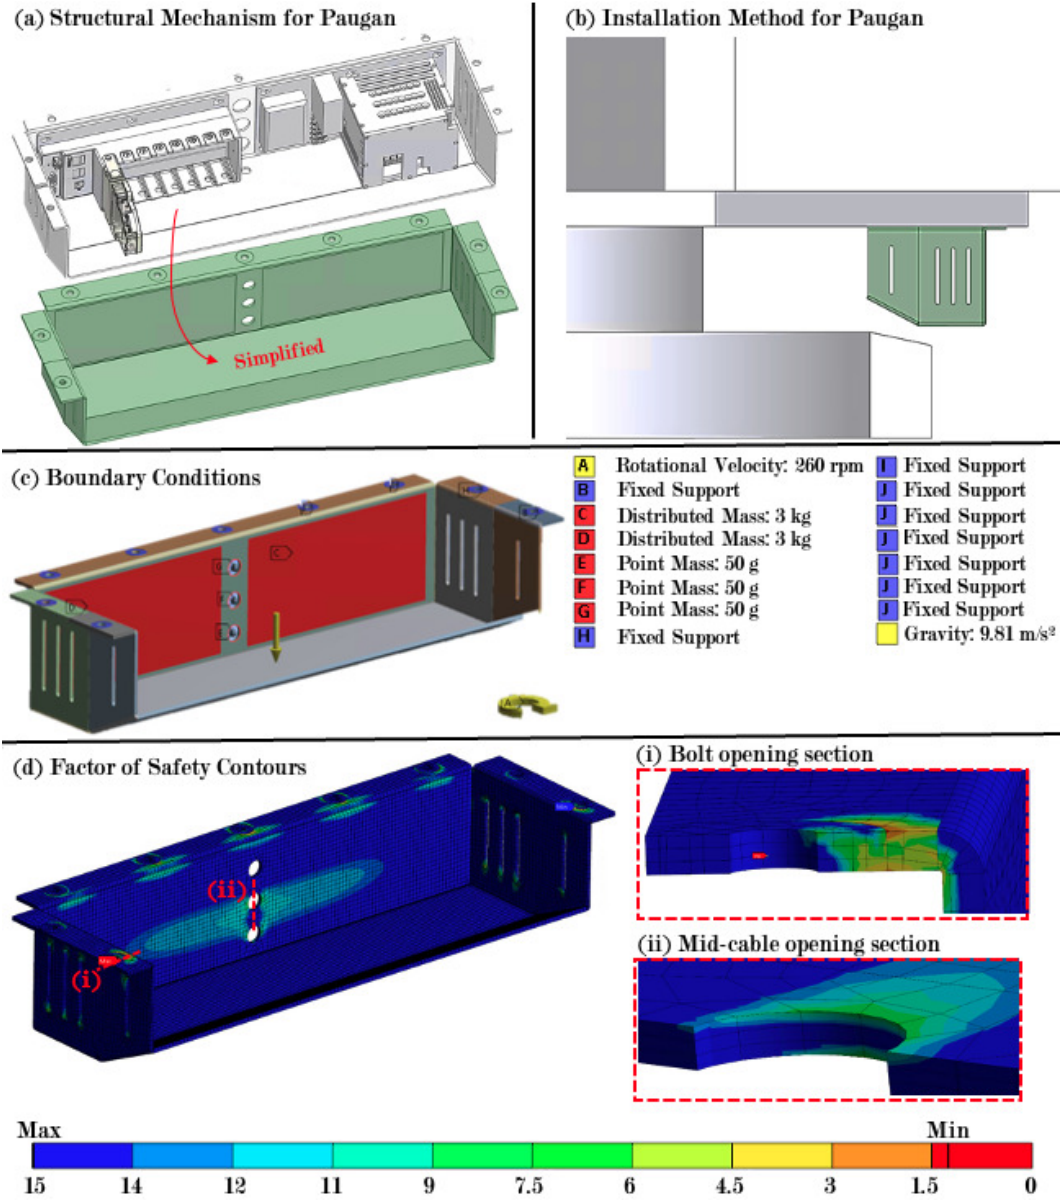 (a) Structural Mechanism for Paugan
Simplified
(b) Installation Method for Paugan
(c) Boundary Conditions
A Rotational Velocity: 260 rpm
B Fixed Support
C Distributed Mass: 3 kg
D Distributed Mass: 3 kg
E Point Mass: 50 g
F Point Mass: 50 g
G Point Mass: 50 g
H Fixed Support
I Fixed Support
J Fixed Support
J Fixed Support
J Fixed Support
J Fixed Support
J Fixed Support
J Fixed Support
Gravity: 9.81 m/s²
C
D
A
(d) Factor of Safety Contours
(ii)
(i)
(i) Bolt opening section
(ii) Mid-cable opening section
Max Min
15 14 12 11 9 7.5 6 4.5 3 1.5 0